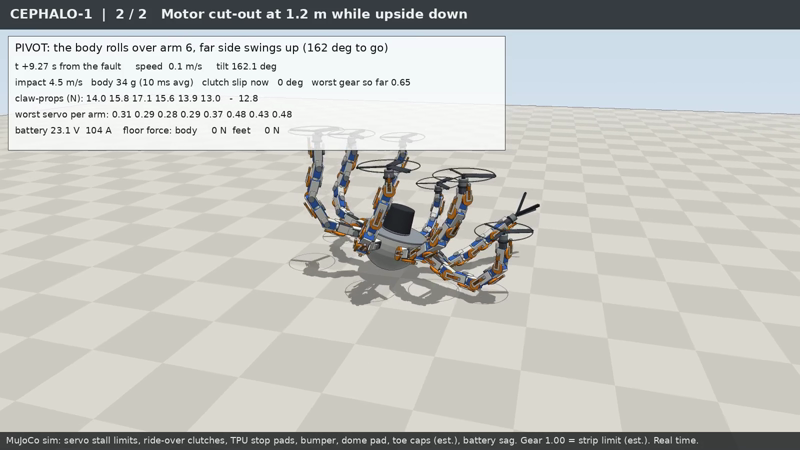 CEPHALO-1 | 2 / 2 Motor cut-out at 1.2 m while upside down
PIVOT: the body rolls over arm 6, far side swings up (162 deg to go)
t +9.27 s from the fault speed 0.1 m/s tilt 162.1 deg
impact 4.5 m/s body 34 g (10 ms avg) clutch slip now 0 deg worst gear so far 0.65
claw-props (N): 14.0 15.8 17.1 15.6 13.9 13.0 - 12.8
worst servo per arm: 0.31 0.29 0.28 0.29 0.37 0.48 0.43 0.48
battery 23.1 V 104 A floor force: body 0 N feet 0 N
MuJoCo sim: servo stall limits, ride-over clutches, TPU stop pads, bumper, dome pad, toe caps (est.), battery sag. Gear 1.00 = strip limit (est.). Real time.